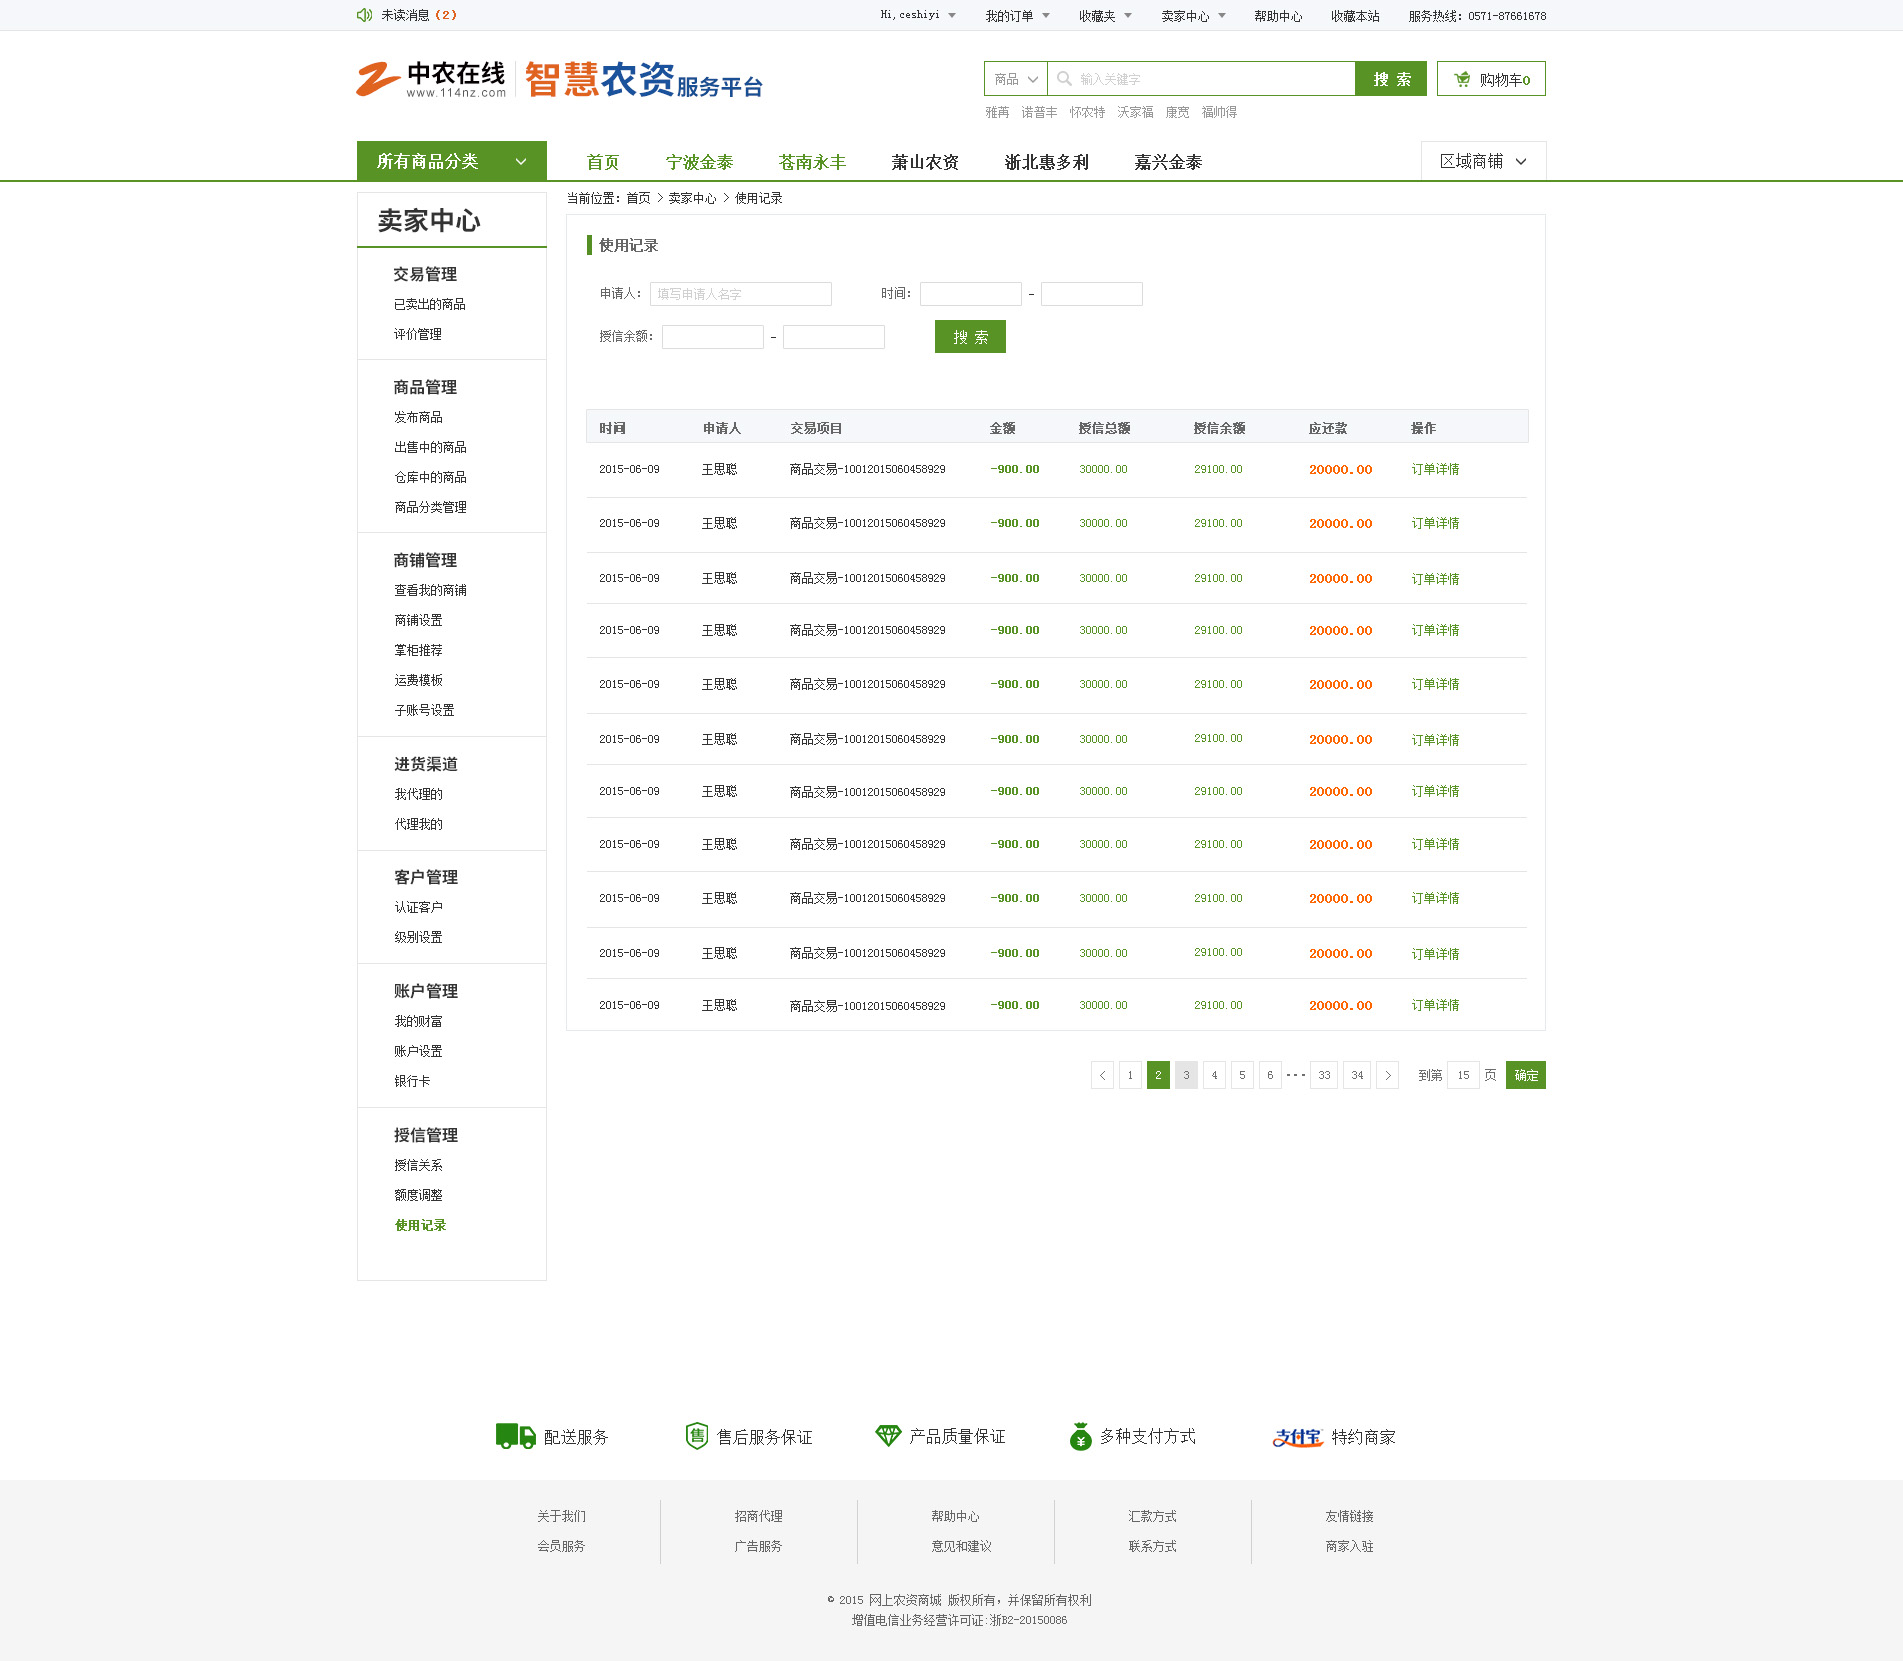 未读消息（2） Hi,ceshiyi 我的订单 收藏夹 卖家中心 帮助中心 收藏本站 服务热线：0571-87661678
中农在线 www.114nz.com 智慧农资服务平台
商品 输入关键字 搜 索 购物车0
雅苒 诺普丰 怀农特 沃家福 康宽 福帅得
所有商品分类 首页 宁波金泰 苍南永丰 萧山农资 浙北惠多利 嘉兴金泰 区域商铺
当前位置：首页 > 卖家中心 > 使用记录
卖家中心
交易管理
已卖出的商品
评价管理
商品管理
发布商品
出售中的商品
仓库中的商品
商品分类管理
商铺管理
查看我的商铺
商铺设置
掌柜推荐
运费模板
子账号设置
进货渠道
我代理的
代理我的
客户管理
认证客户
级别设置
账户管理
我的财富
账户设置
银行卡
授信管理
授信关系
额度调整
使用记录
使用记录
申请人： 填写申请人名字 时间： -
授信余额： - 搜 索
时间 申请人 交易项目 金额 授信总额 授信余额 应还款 操作
2015-06-09 王思聪 商品交易-10012015060458929 -900.00 30000.00 29100.00 20000.00 订单详情
2015-06-09 王思聪 商品交易-10012015060458929 -900.00 30000.00 29100.00 20000.00 订单详情
2015-06-09 王思聪 商品交易-10012015060458929 -900.00 30000.00 29100.00 20000.00 订单详情
2015-06-09 王思聪 商品交易-10012015060458929 -900.00 30000.00 29100.00 20000.00 订单详情
2015-06-09 王思聪 商品交易-10012015060458929 -900.00 30000.00 29100.00 20000.00 订单详情
2015-06-09 王思聪 商品交易-10012015060458929 -900.00 30000.00 29100.00 20000.00 订单详情
2015-06-09 王思聪 商品交易-10012015060458929 -900.00 30000.00 29100.00 20000.00 订单详情
2015-06-09 王思聪 商品交易-10012015060458929 -900.00 30000.00 29100.00 20000.00 订单详情
2015-06-09 王思聪 商品交易-10012015060458929 -900.00 30000.00 29100.00 20000.00 订单详情
2015-06-09 王思聪 商品交易-10012015060458929 -900.00 30000.00 29100.00 20000.00 订单详情
2015-06-09 王思聪 商品交易-10012015060458929 -900.00 30000.00 29100.00 20000.00 订单详情
< 1 2 3 4 5 6 ··· 33 34 > 到第 15 页 确定
配送服务 售 售后服务保证 产品质量保证 ¥ 多种支付方式 支付宝 特约商家
关于我们 招商代理 帮助中心 汇款方式 友情链接
会员服务 广告服务 意见和建议 联系方式 商家入驻
© 2015 网上农资商城 版权所有，并保留所有权利
增值电信业务经营许可证:浙B2-20150086